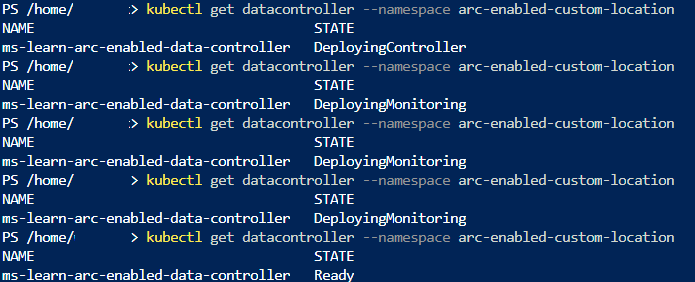 PS /home/ > kubectl get datacontroller --namespace arc-enabled-custom-location
NAME STATE
ms-learn-arc-enabled-data-controller DeployingController
PS /home/ > kubectl get datacontroller --namespace arc-enabled-custom-location
NAME STATE
ms-learn-arc-enabled-data-controller DeployingMonitoring
PS /home/ > kubectl get datacontroller --namespace arc-enabled-custom-location
NAME STATE
ms-learn-arc-enabled-data-controller DeployingMonitoring
PS /home/ > kubectl get datacontroller --namespace arc-enabled-custom-location
NAME STATE
ms-learn-arc-enabled-data-controller DeployingMonitoring
PS /home/ > kubectl get datacontroller --namespace arc-enabled-custom-location
NAME STATE
ms-learn-arc-enabled-data-controller Ready